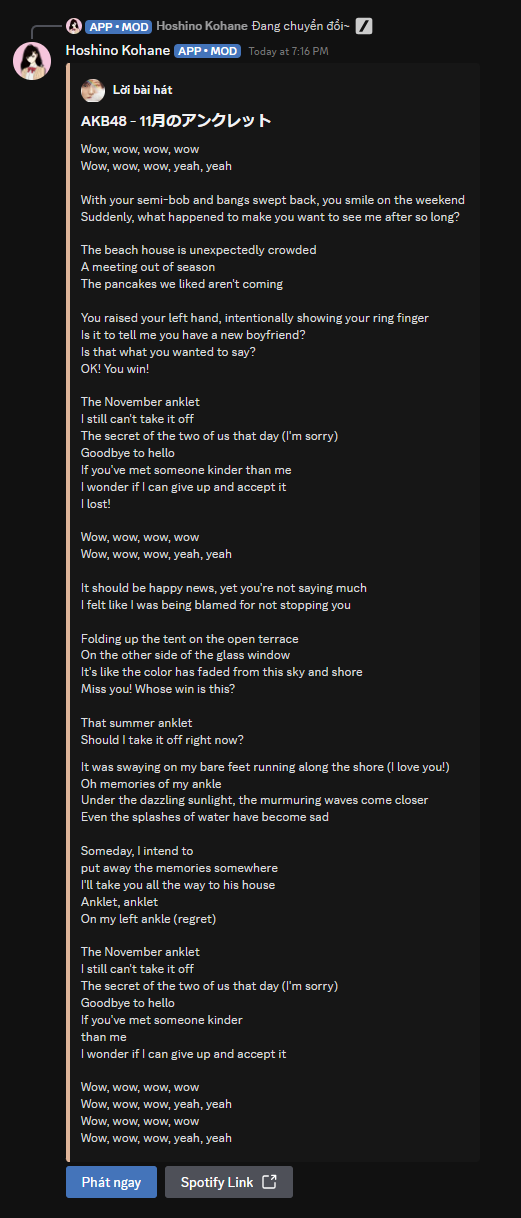 APP • MOD Hoshino Kohane Đang chuyển đổi~
Hoshino Kohane APP • MOD Today at 7:16 PM
Lời bài hát
AKB48 - 11月のアンクレット
Wow, wow, wow, wow
Wow, wow, wow, yeah, yeah
With your semi-bob and bangs swept back, you smile on the weekend
Suddenly, what happened to make you want to see me after so long?
The beach house is unexpectedly crowded
A meeting out of season
The pancakes we liked aren't coming
You raised your left hand, intentionally showing your ring finger
Is it to tell me you have a new boyfriend?
Is that what you wanted to say?
OK! You win!
The November anklet
I still can't take it off
The secret of the two of us that day (I'm sorry)
Goodbye to hello
If you've met someone kinder than me
I wonder if I can give up and accept it
I lost!
Wow, wow, wow, wow
Wow, wow, wow, yeah, yeah
It should be happy news, yet you're not saying much
I felt like I was being blamed for not stopping you
Folding up the tent on the open terrace
On the other side of the glass window
It's like the color has faded from this sky and shore
Miss you! Whose win is this?
That summer anklet
Should I take it off right now?
It was swaying on my bare feet running along the shore (I love you!)
Oh memories of my ankle
Under the dazzling sunlight, the murmuring waves come closer
Even the splashes of water have become sad
Someday, I intend to
put away the memories somewhere
I'll take you all the way to his house
Anklet, anklet
On my left ankle (regret)
The November anklet
I still can't take it off
The secret of the two of us that day (I'm sorry)
Goodbye to hello
If you've met someone kinder
than me
I wonder if I can give up and accept it
Wow, wow, wow, wow
Wow, wow, wow, yeah, yeah
Wow, wow, wow, wow
Wow, wow, wow, yeah, yeah
Phát ngay
Spotify Link